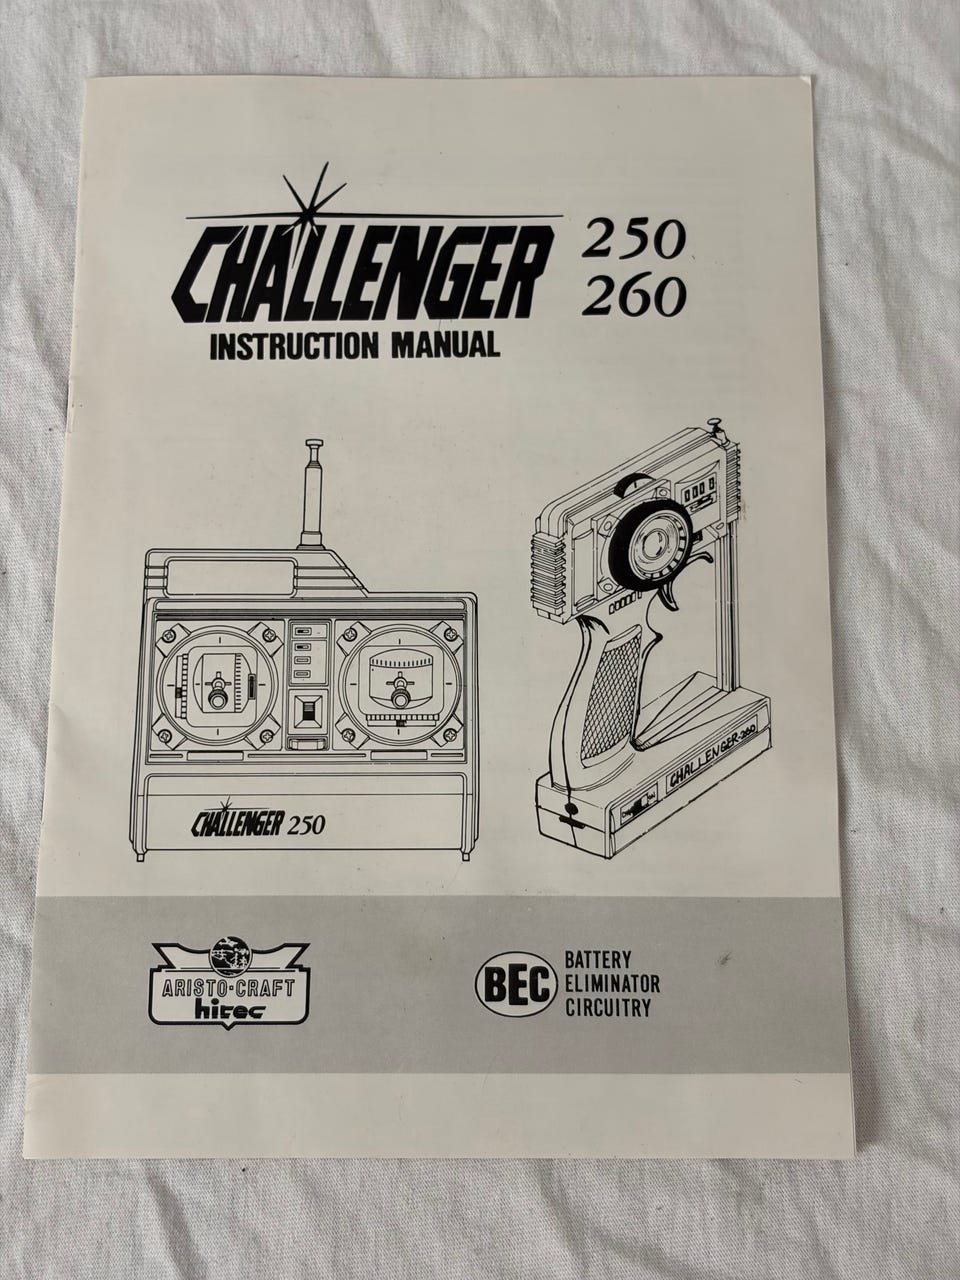 CHALLENGER 250
260
INSTRUCTION MANUAL
CHALLENGER 250
CHALLENGER-260
ARISTO-CRAFT
hitec
BEC
BATTERY
ELIMINATOR
CIRCUITRY